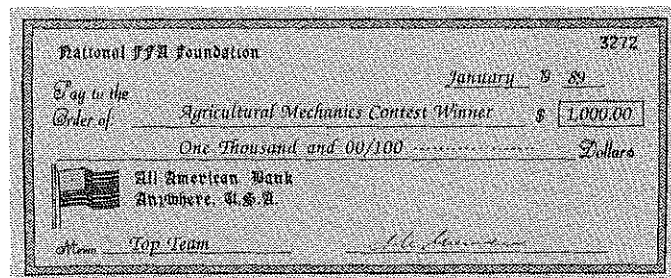 National FFA Foundation
3272
January 19 89
Pay to the
Order of Agricultural Mechanics Contest Winner $ 1,000.00
One Thousand and 00/100 ------------------ Dollars
All American Bank
Anywhere, U.S.A.
Memo Top Team